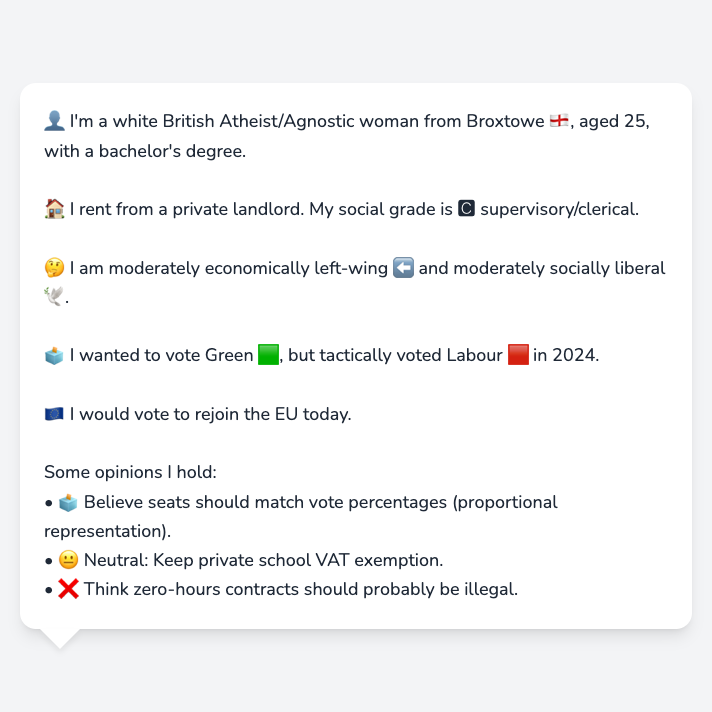 👤 I'm a white British Atheist/Agnostic woman from Broxtowe 🏴󠁧󠁢󠁥󠁮󠁧󠁿, aged 25,
with a bachelor's degree.
🏠 I rent from a private landlord. My social grade is 🅲 supervisory/clerical.
🤔 I am moderately economically left-wing ⬅️ and moderately socially liberal
🕊️.
🗳️ I wanted to vote Green 🟩, but tactically voted Labour 🟥 in 2024.
🇪🇺 I would vote to rejoin the EU today.
Some opinions I hold:
• 🗳️ Believe seats should match vote percentages (proportional
representation).
• 😐 Neutral: Keep private school VAT exemption.
• ❌ Think zero-hours contracts should probably be illegal.